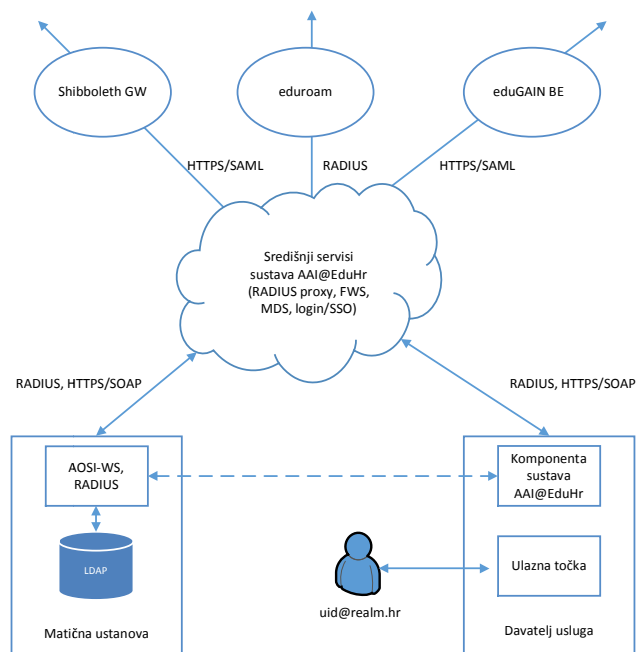 Shibboleth GW
eduroam
eduGAIN BE
HTTPS/SAML
RADIUS
HTTPS/SAML
Središnji servisi
sustava AAI@EduHr
(RADIUS proxy, FWS,
MDS, login/SSO)
RADIUS, HTTPS/SOAP
RADIUS, HTTPS/SOAP
AOSI-WS,
RADIUS
Komponenta
sustava
AAI@EduHr
LDAP
Ulazna točka
uid@realm.hr
Matična ustanova
Davatelj usluga